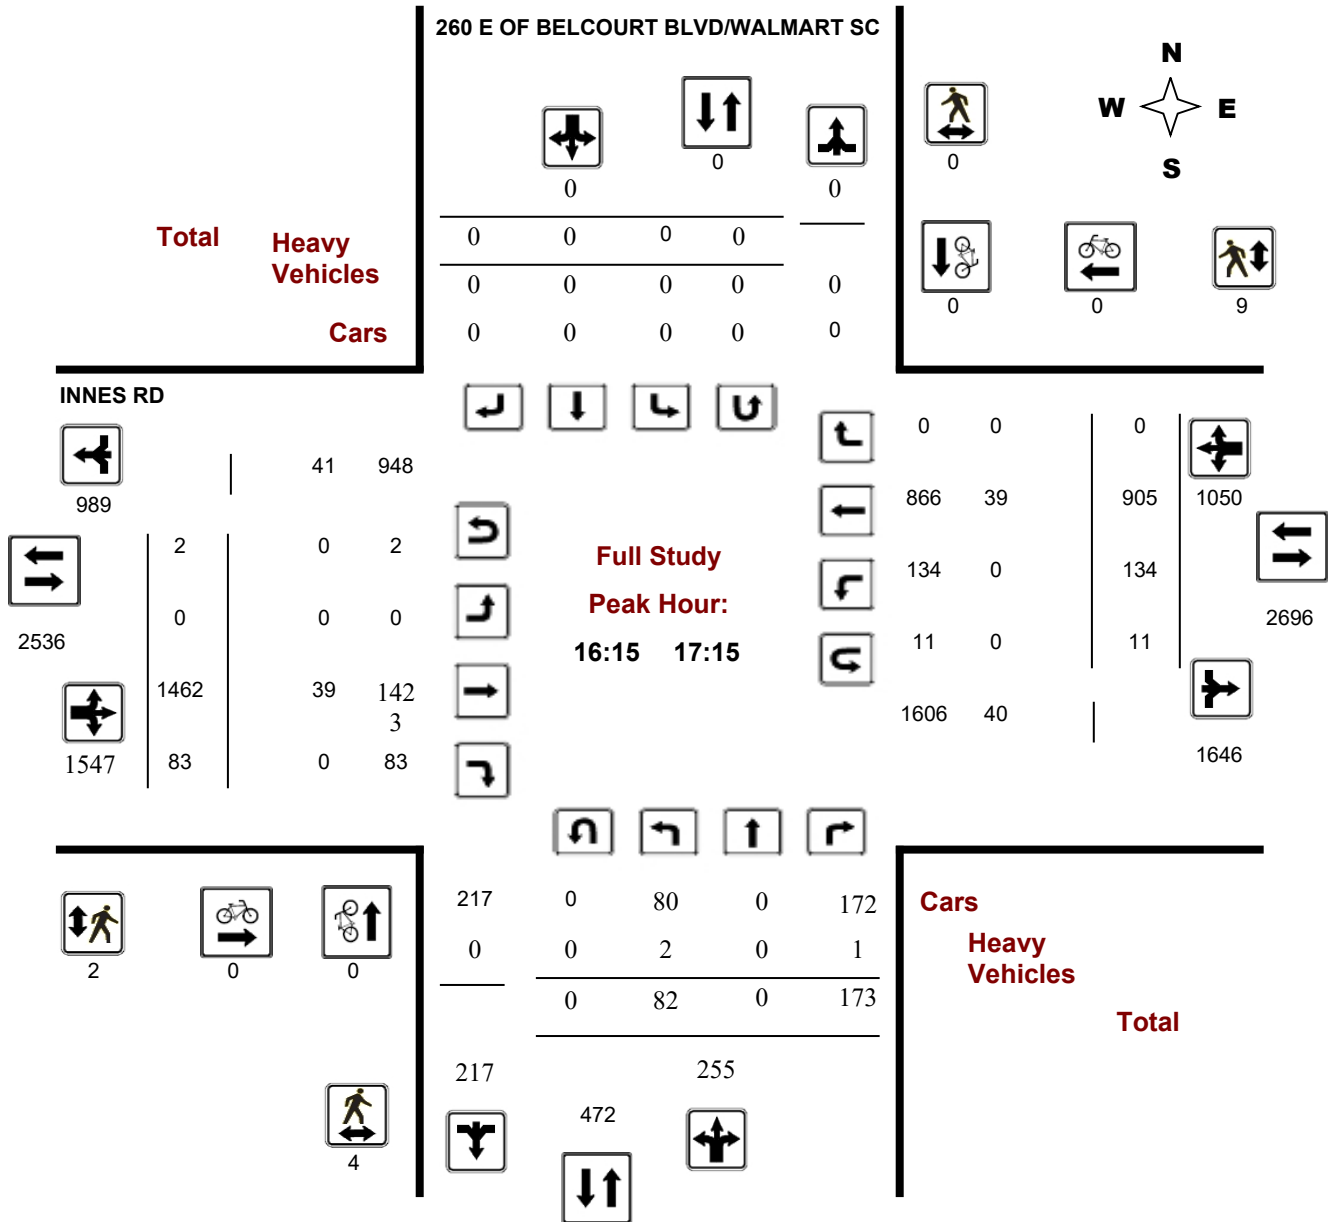 260 E OF BELCOURT BLVD/WALMART SC
N
W E
S
0
0
0 0
0
Total
Heavy
Vehicles
Cars
0 0 0 0
0 0 0 0 0
0 0 0 0 0
0 0 9
INNES RD
989
41 948
2 0 2
0 0 0
2536
1462 39 142
3
1547 83 0 83
Full Study
Peak Hour:
16:15 17:15
0 0 0
866 39 905 1050
134 0 134
2696
11 0 11
1606 40
1646
2 0 0
4
217 0 80 0 172
0 0 2 0 1
0 82 0 173
217 255
472
Cars
Heavy
Vehicles
Total